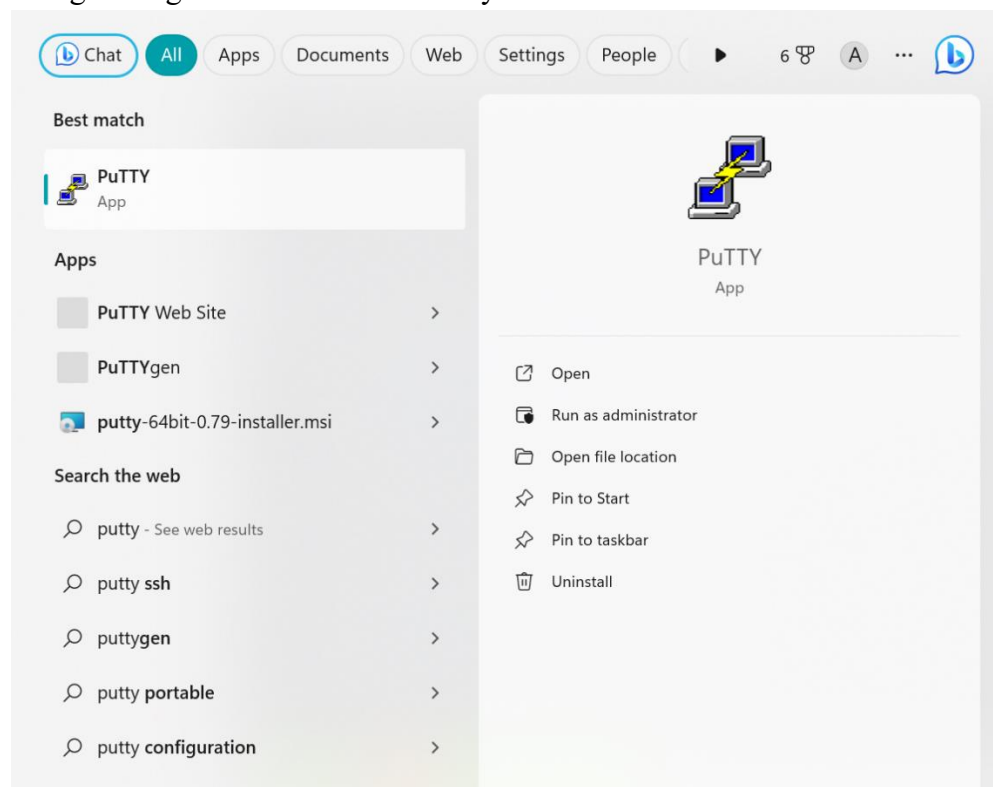 Chat All Apps Documents Web Settings People 6 A ...
Best match
PuTTY
App
Apps
PuTTY Web Site
PuTTYgen
putty-64bit-0.79-installer.msi
Search the web
putty - See web results
putty ssh
puttygen
putty portable
putty configuration
PuTTY
App
Open
Run as administrator
Open file location
Pin to Start
Pin to taskbar
Uninstall